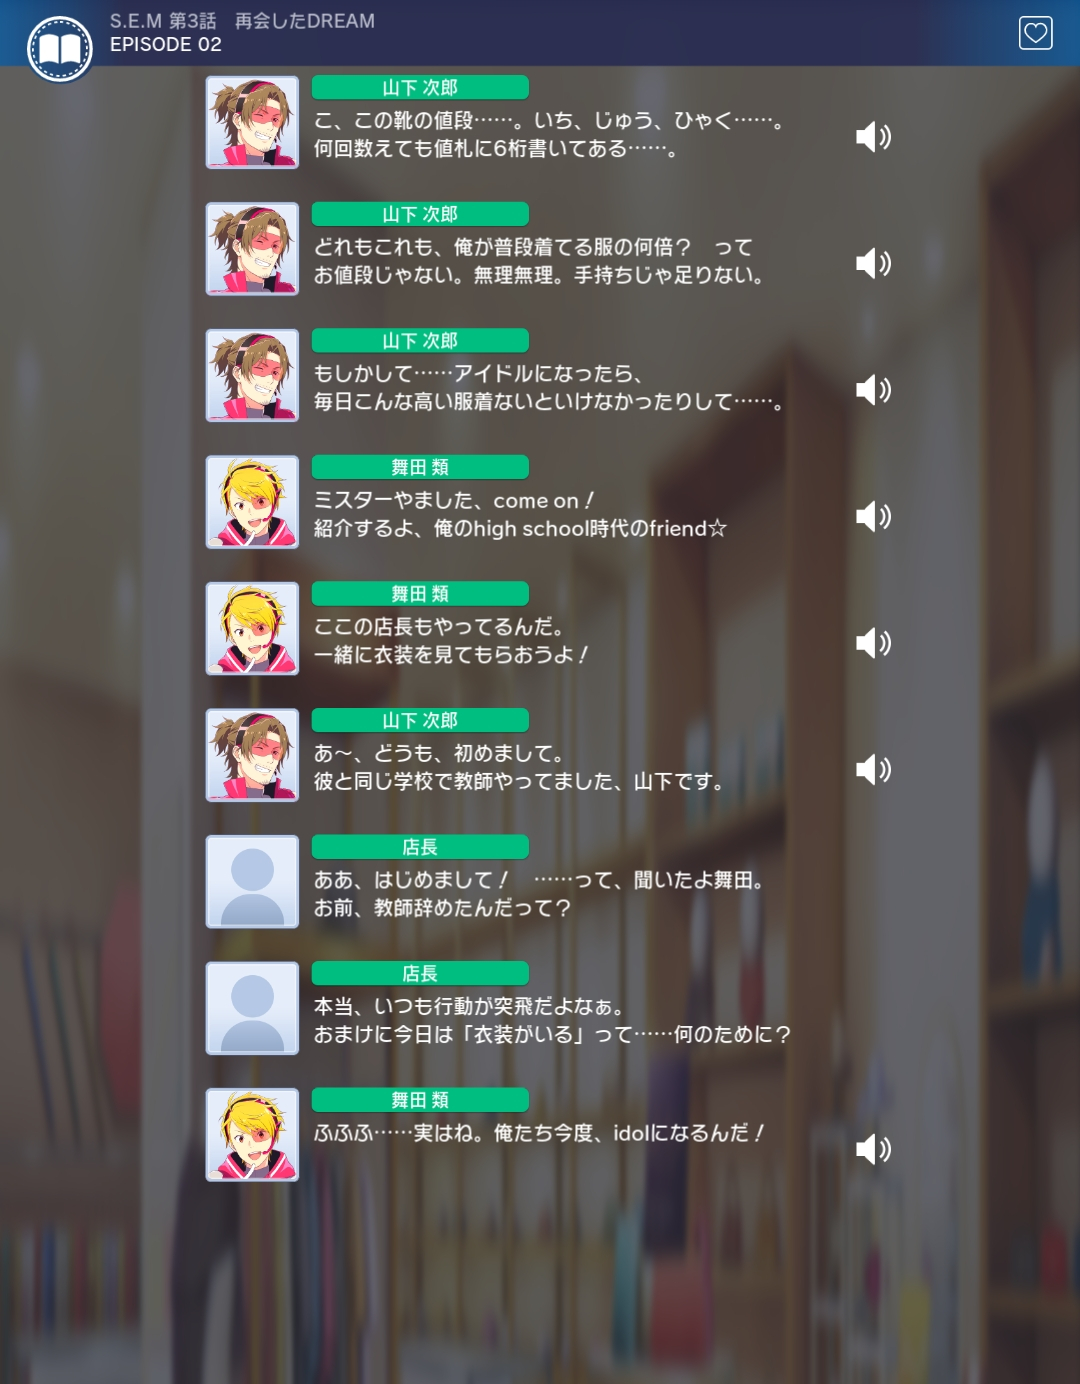 S.E.M 第3話　再会したDREAM
EPISODE 02
山下 次郎
こ、この靴の値段……。いち、じゅう、ひゃく……。
何回数えても値札に6桁書いてある……。
山下 次郎
どれもこれも、俺が普段着てる服の何倍？　って
お値段じゃない。無理無理。手持ちじゃ足りない。
山下 次郎
もしかして……アイドルになったら、
毎日こんな高い服着ないといけなかったりして……。
舞田 類
ミスターやました、come on！
紹介するよ、俺のhigh school時代のfriend☆
舞田 類
ここの店長もやってるんだ。
一緒に衣装を見てもらおうよ！
山下 次郎
あ～、どうも、初めまして。
彼と同じ学校で教師やってました、山下です。
店長
ああ、はじめまして！　……って、聞いたよ舞田。
お前、教師辞めたんだって？
店長
本当、いつも行動が突飛だよなぁ。
おまけに今日は「衣装がいる」って……何のために？
舞田 類
ふふふ……実はね。俺たち今度、idolになるんだ！